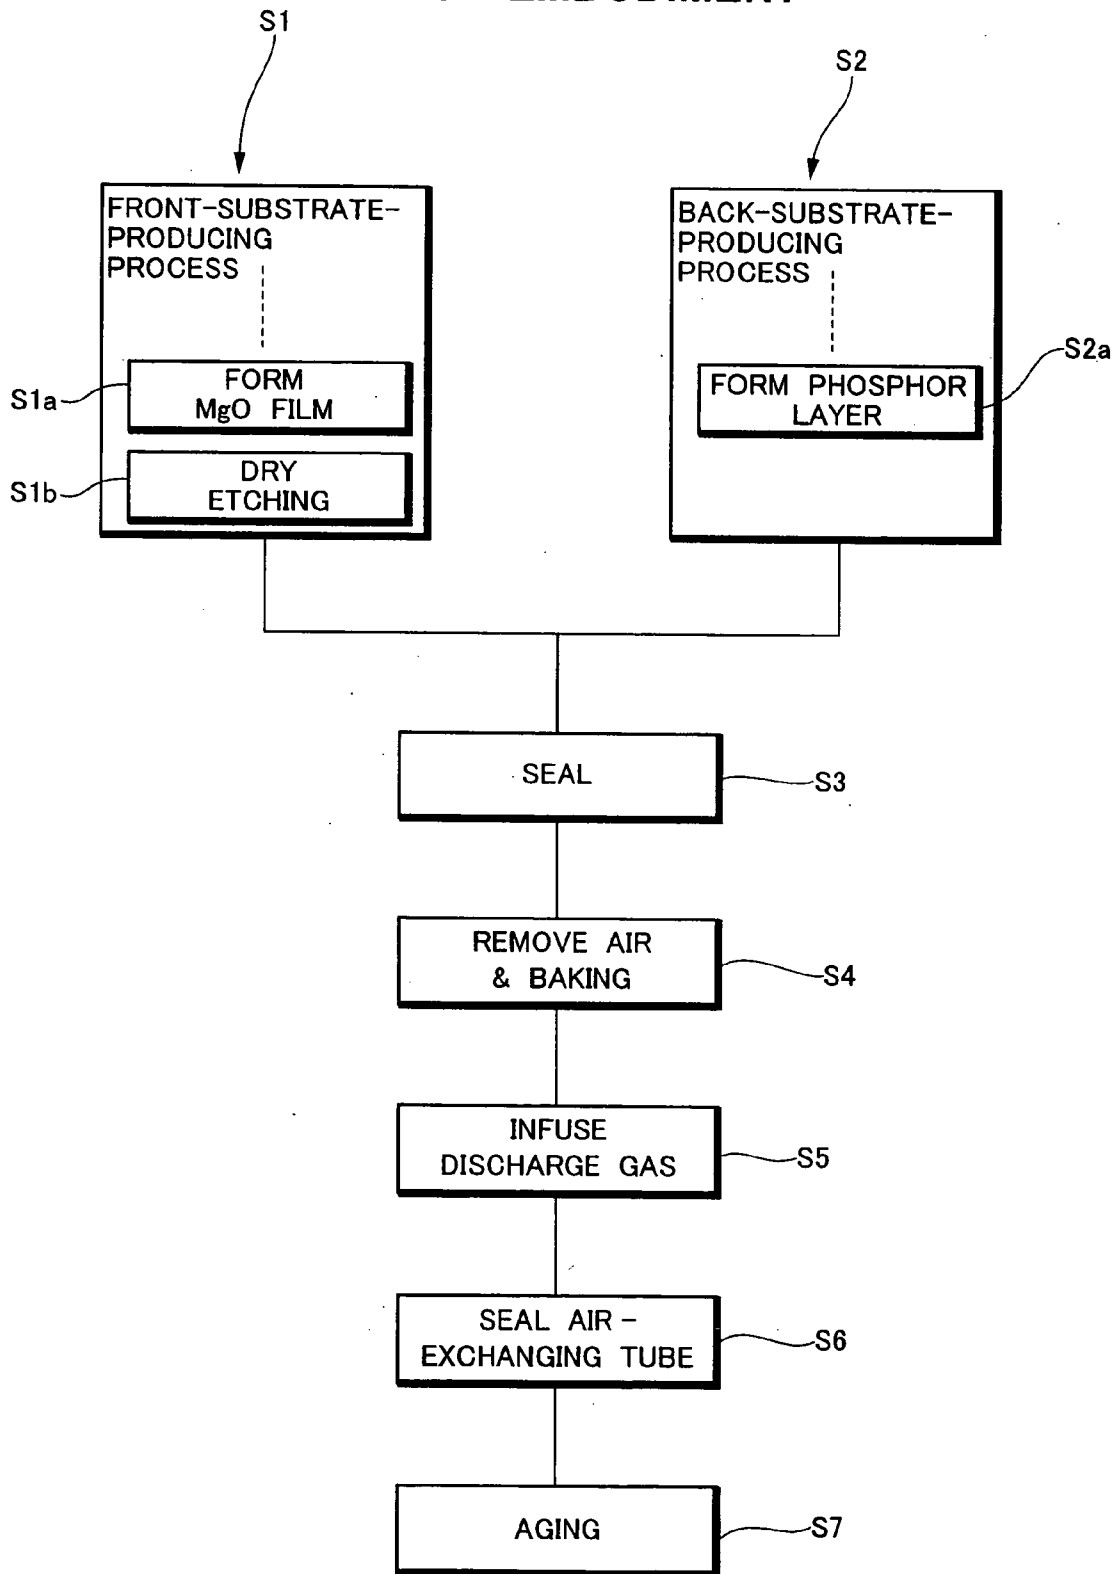 S1
S2
FRONT-SUBSTRATE-
PRODUCING
PROCESS
BACK-SUBSTRATE-
PRODUCING
PROCESS
S1a
FORM
MgO FILM
FORM PHOSPHOR
LAYER
S2a
S1b
DRY
ETCHING
SEAL
S3
REMOVE AIR
& BAKING
S4
INFUSE
DISCHARGE GAS
S5
SEAL AIR-
EXCHANGING TUBE
S6
AGING
S7